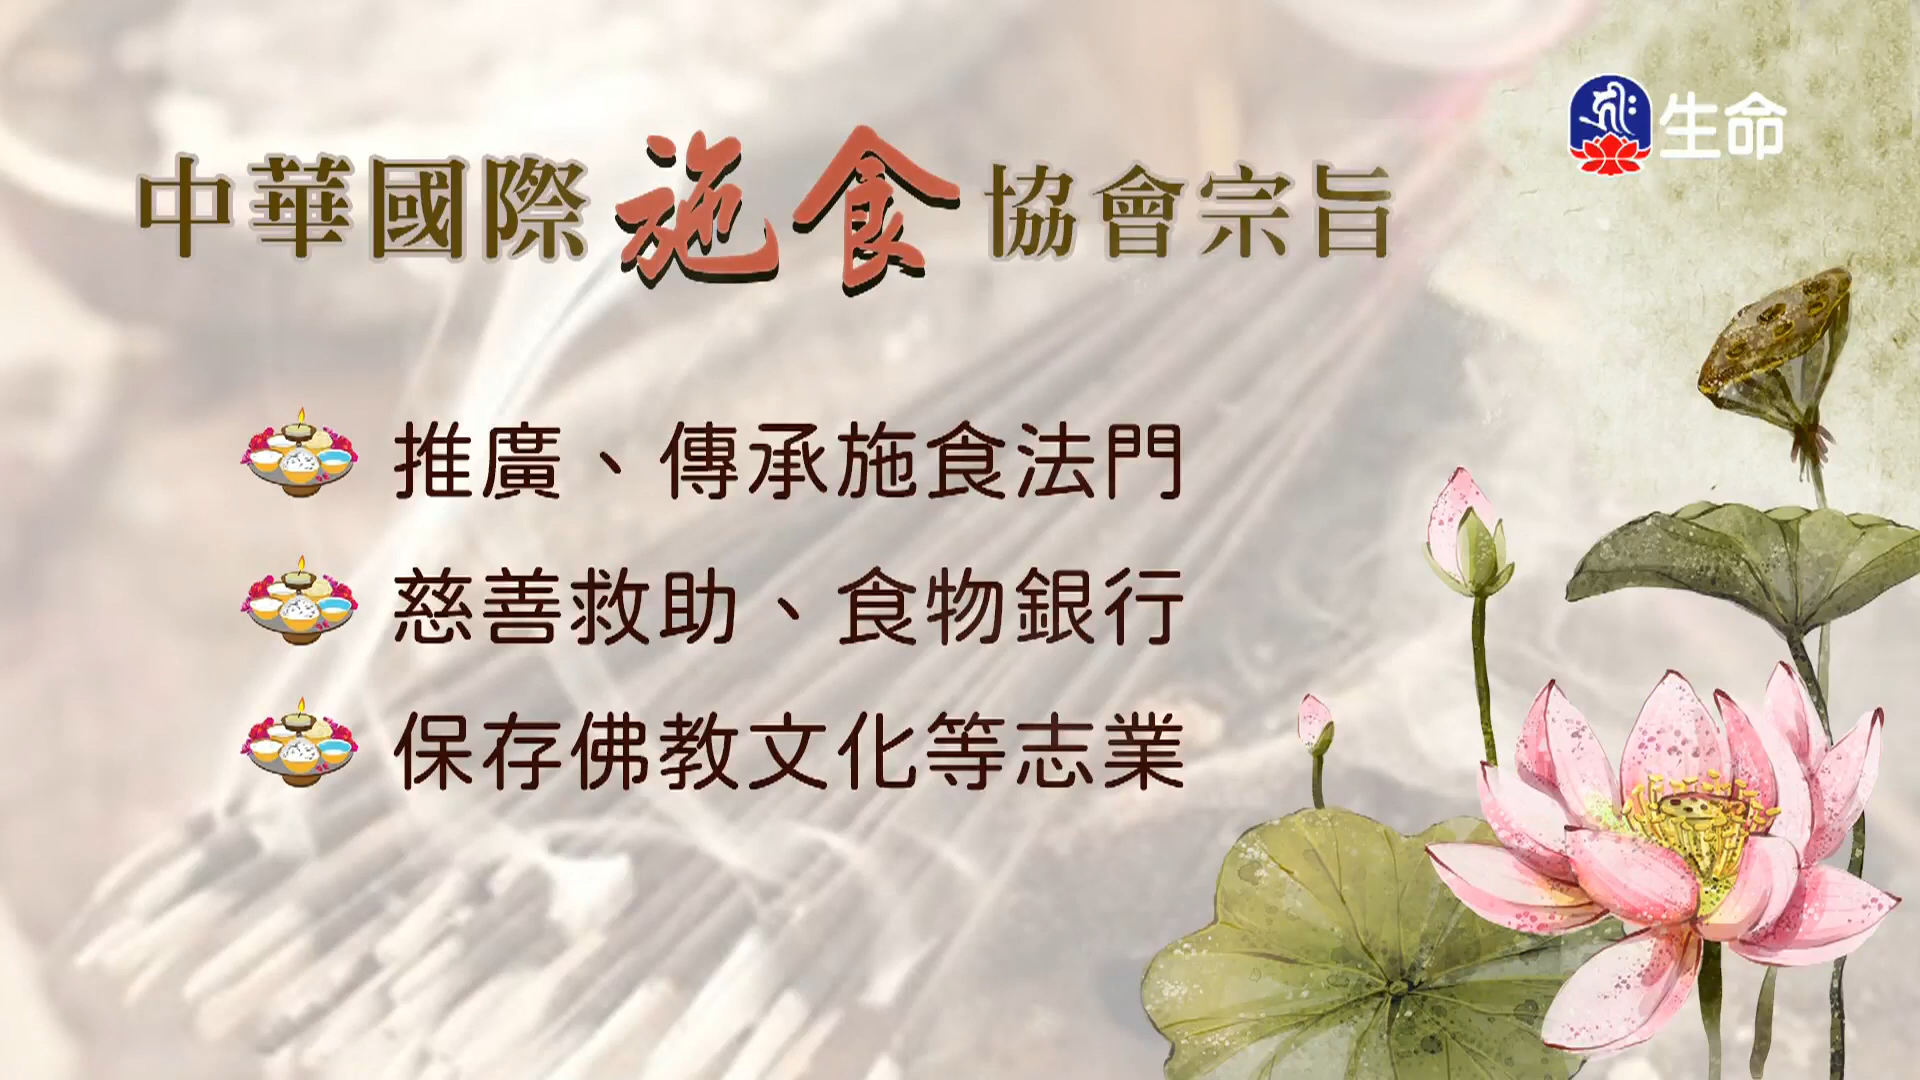 生命
中華國際施食協會宗旨
推廣、傳承施食法門
慈善救助、食物銀行
保存佛教文化等志業